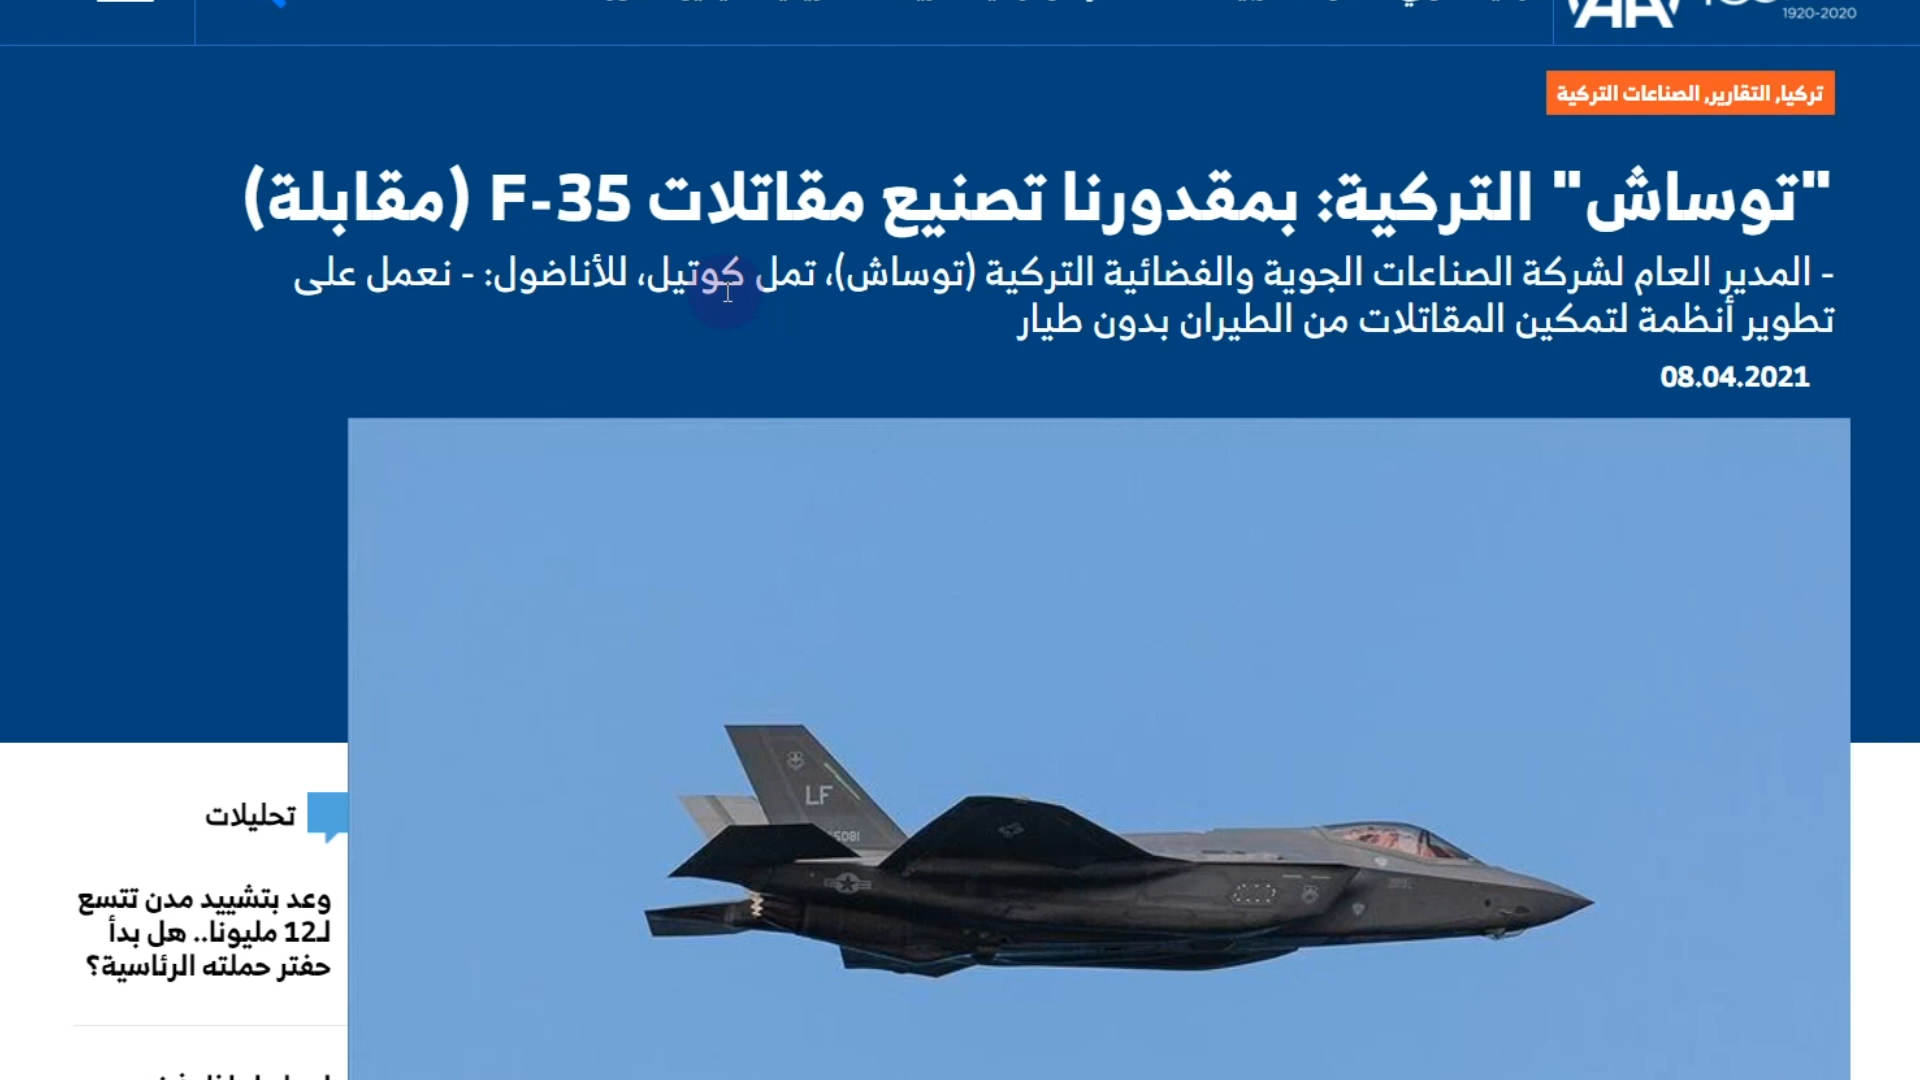 1920-2020
تركيا, التقارير, الصناعات التركية
"توساش" التركية: بمقدورنا تصنيع مقاتلات F-35 (مقابلة)
- المدير العام لشركة الصناعات الجوية والفضائية التركية (توساش)، تمل كوتيل، للأناضول: - نعمل على
تطوير أنظمة لتمكين المقاتلات من الطيران بدون طيار
08.04.2021
LF
تحليلات
وعد بتشييد مدن تتسع
لـ12 مليونا.. هل بدأ
حفتر حملته الرئاسية؟